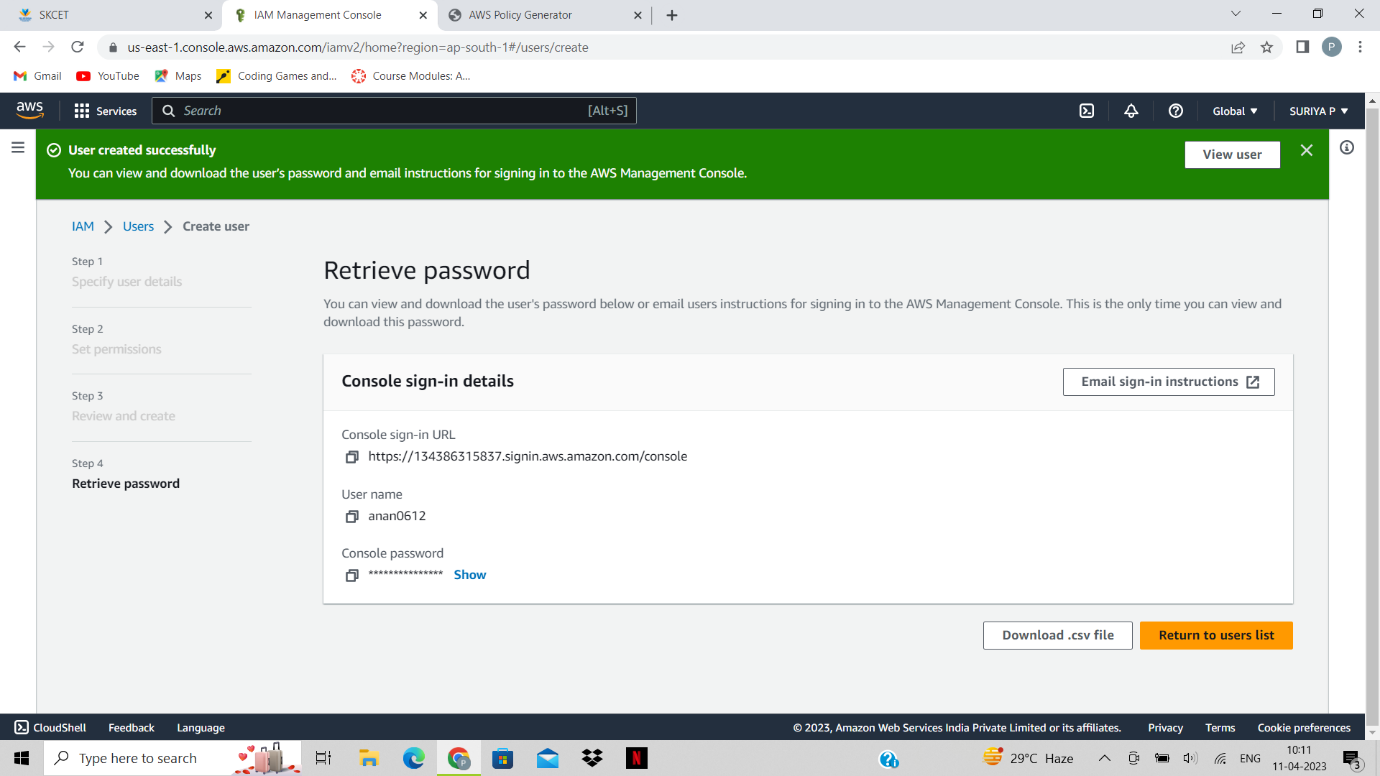 SKCET
IAM Management Console
AWS Policy Generator
us-east-1.console.aws.amazon.com/iamv2/home?region=ap-south-1#/users/create
P
Gmail
YouTube
Maps
Coding Games and...
Course Modules: A...
aws
Services
Search
[Alt+S]
Global
SURIYA P
User created successfully
You can view and download the user's password and email instructions for signing in to the AWS Management Console.
View user
IAM
Users
Create user
Step 1
Specify user details
Step 2
Set permissions
Step 3
Review and create
Step 4
Retrieve password
Retrieve password
You can view and download the user's password below or email users instructions for signing in to the AWS Management Console. This is the only time you can view and
download this password.
Console sign-in details
Email sign-in instructions
Console sign-in URL
https://134386315837.signin.aws.amazon.com/console
User name
anan0612
Console password
*************** Show
Download .csv file
Return to users list
CloudShell
Feedback
Language
© 2023, Amazon Web Services India Private Limited or its affiliates.
Privacy
Terms
Cookie preferences
Type here to search
29°C Haze
ENG
10:11
11-04-2023
3